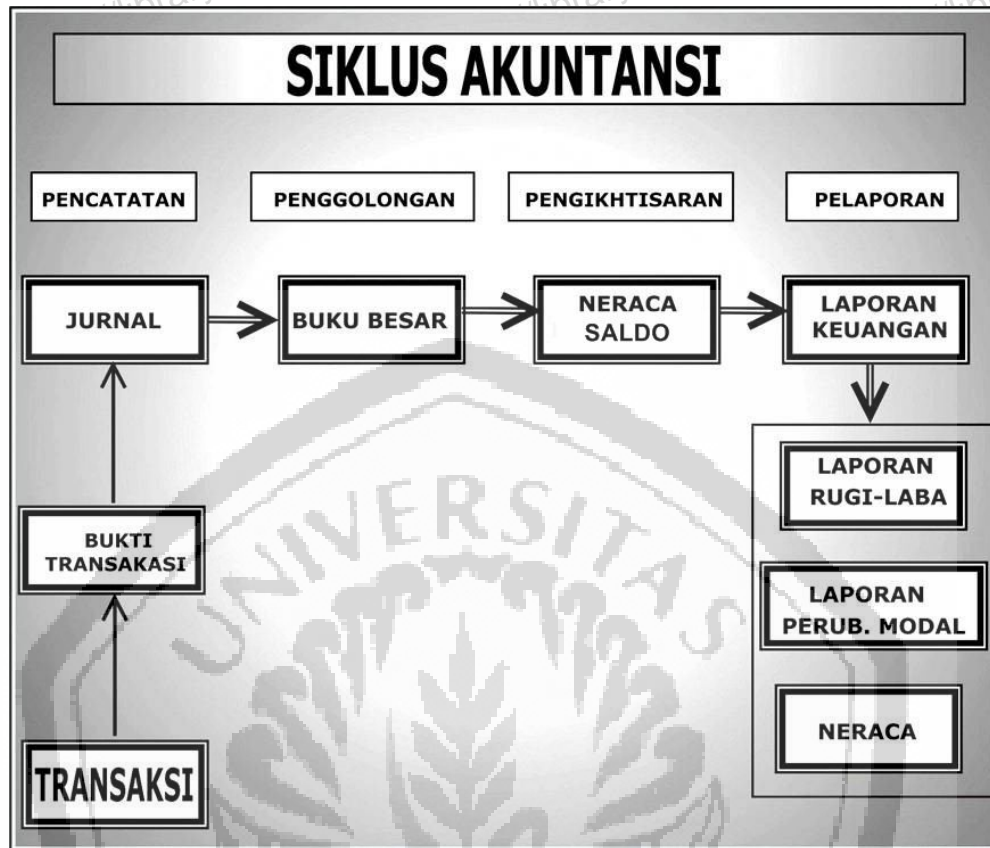 SIKLUS AKUNTANSI
PENCATATAN
PENGGOLONGAN
PENGIKHTISARAN
PELAPORAN
JURNAL
BUKU BESAR
NERACA
SALDO
LAPORAN
KEUANGAN
BUKTI
TRANSAKASI
TRANSAKSI
LAPORAN
RUGI-LABA
LAPORAN
PERUB. MODAL
NERACA
UNIVERSITAS